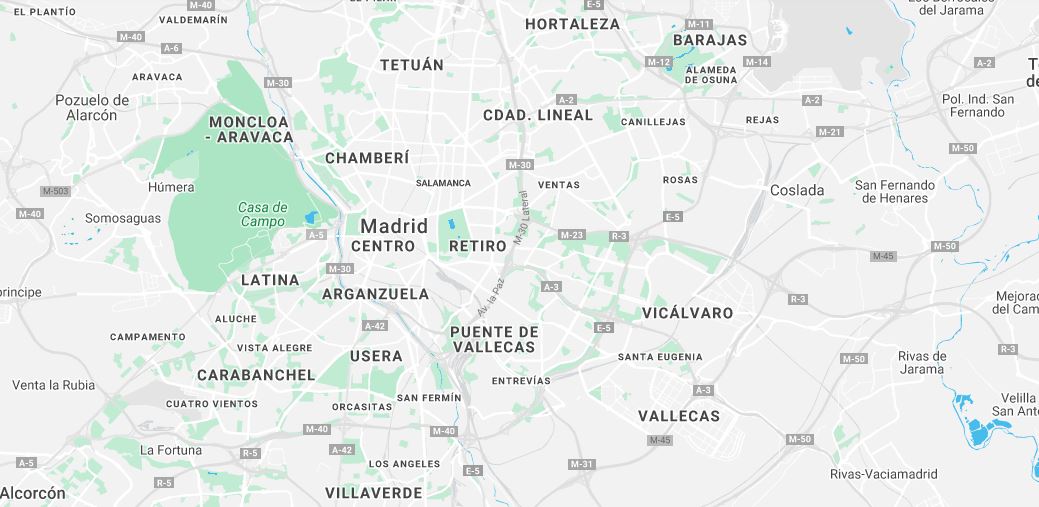 EL PLANTÍO
M-40
VALDEMARÍN
E-5
HORTALEZA
M-11
del Jarama
M-40
A-6
BARAJAS
TETUÁN
M-12
M-14
A-2
ARAVACA
M-30
ALAMEDA
DE OSUNA
Pozuelo de
Alarcón
A-2
A-2
Pol. Ind. San
Fernando
MONCLOA
- ARAVACA
CDAD. LINEAL
CANILLEJAS
REJAS
M-21
CHAMBERÍ
M-30
M-50
M-503
Húmera
SALAMANCA
VENTAS
ROSAS
Coslada
San Fernando
de Henares
M-40
Somosaguas
Casa de
Campo
M-30 Lateral
E-5
Madrid
CENTRO
RETIRO
A-5
M-23
R-3
M-50
M-45
M-30
LATINA
ARGANZUELA
Av. la Paz
A-3
príncipe
R-3
Mejorad
del Cam
ALUCHE
A-42
E-5
VICÁLVARO
CAMPAMENTO
PUENTE DE
VALLECAS
VISTA ALEGRE
USERA
SANTA EUGENIA
M-50
R-3
Rivas de
Jarama
CARABANCHEL
Venta la Rubia
ENTREVÍAS
A-3
CUATRO VIENTOS
ORCASITAS
SAN FERMÍN
VALLECAS
Velilla
San Anto
M-40
M-40
M-45
M-50
La Fortuna
R-5
A-42
A-5
LOS ANGELES
E-5
M-31
Rivas-Vaciamadrid
R-5
Alcorcón
VILLAVERDE